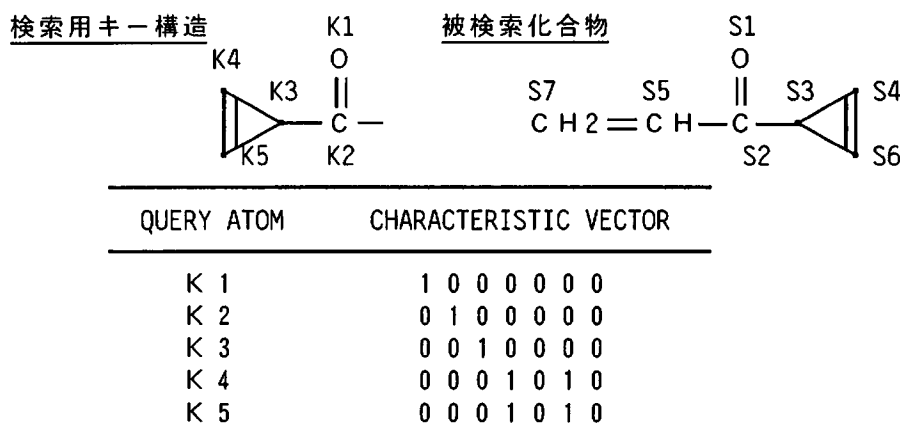 検索用キー構造 被検索化合物
K1 S1
K4 O O
K3 S7 S5 S3 S4
C CH2=CH—C
K5 K2 S2 S6
QUERY ATOM CHARACTERISTIC VECTOR
K 1 1 0 0 0 0 0 0
K 2 0 1 0 0 0 0 0
K 3 0 0 1 0 0 0 0
K 4 0 0 0 1 0 1 0
K 5 0 0 0 1 0 1 0